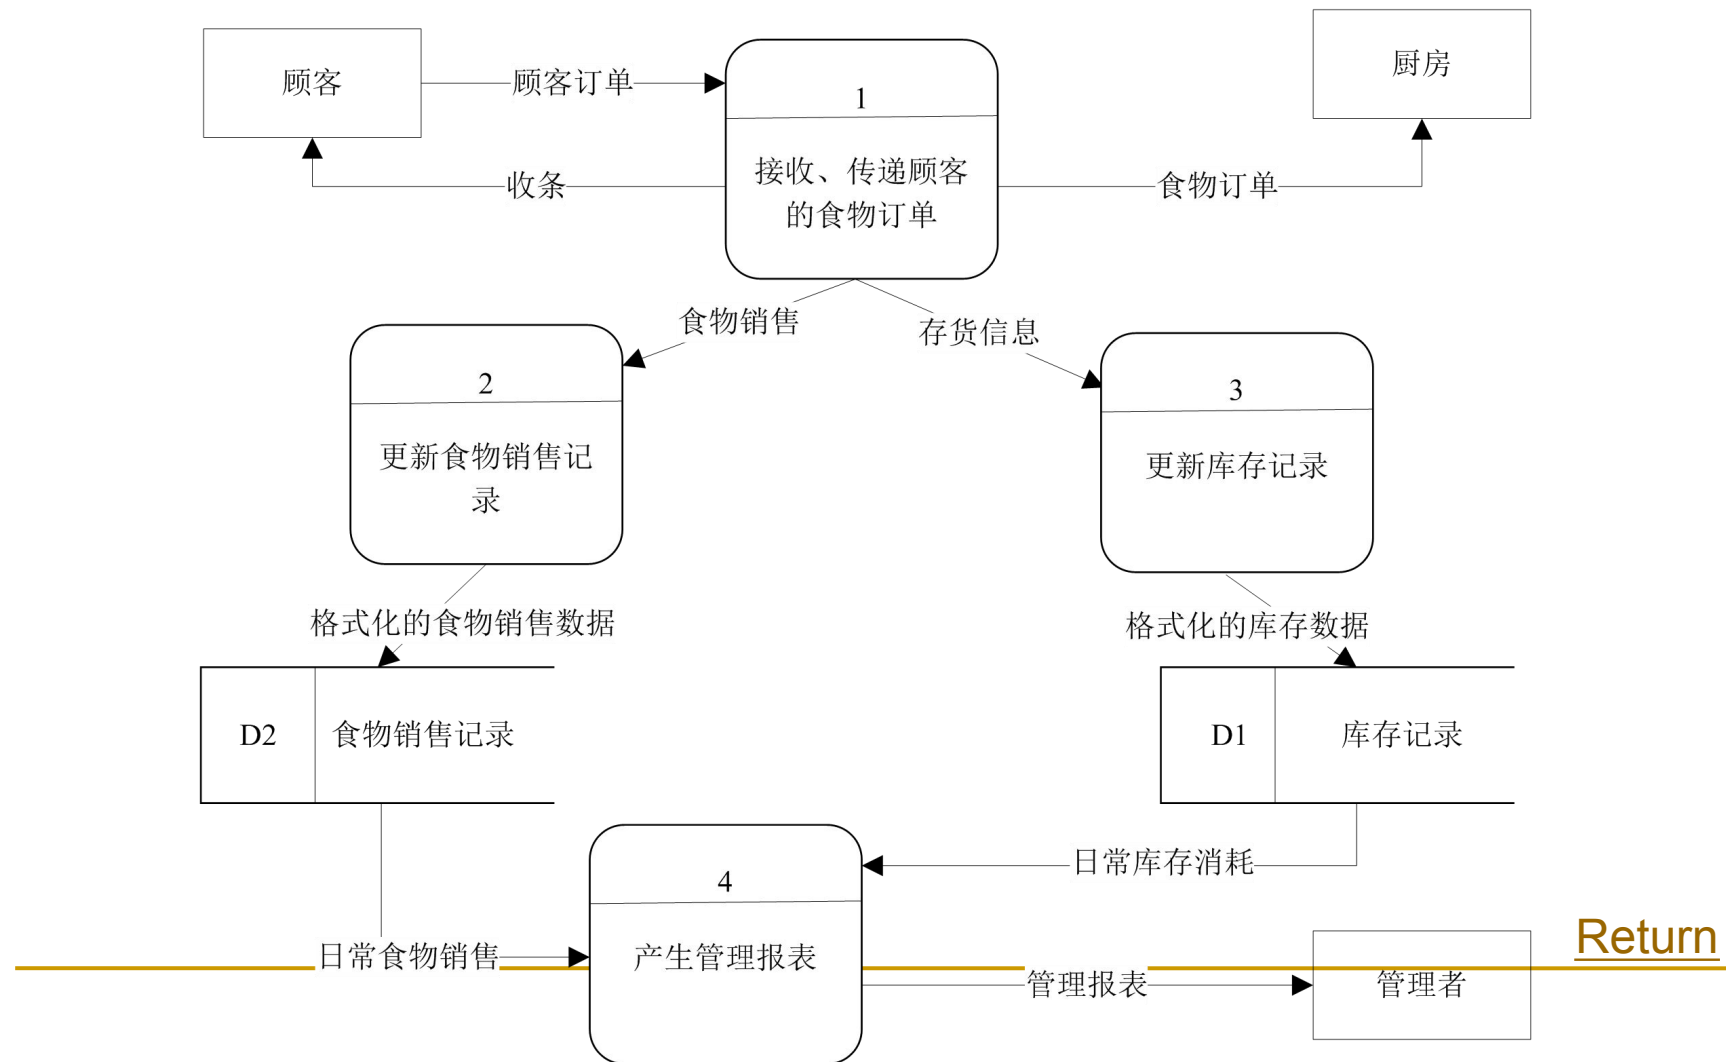 顾客
顾客订单
1
厨房
接收、传递顾客
的食物订单
收条
食物订单
食物销售
存货信息
2
更新食物销售记
录
3
更新库存记录
格式化的食物销售数据
格式化的库存数据
D2
食物销售记录
D1
库存记录
日常库存消耗
4
产生管理报表
日常食物销售
管理报表
管理者
Return